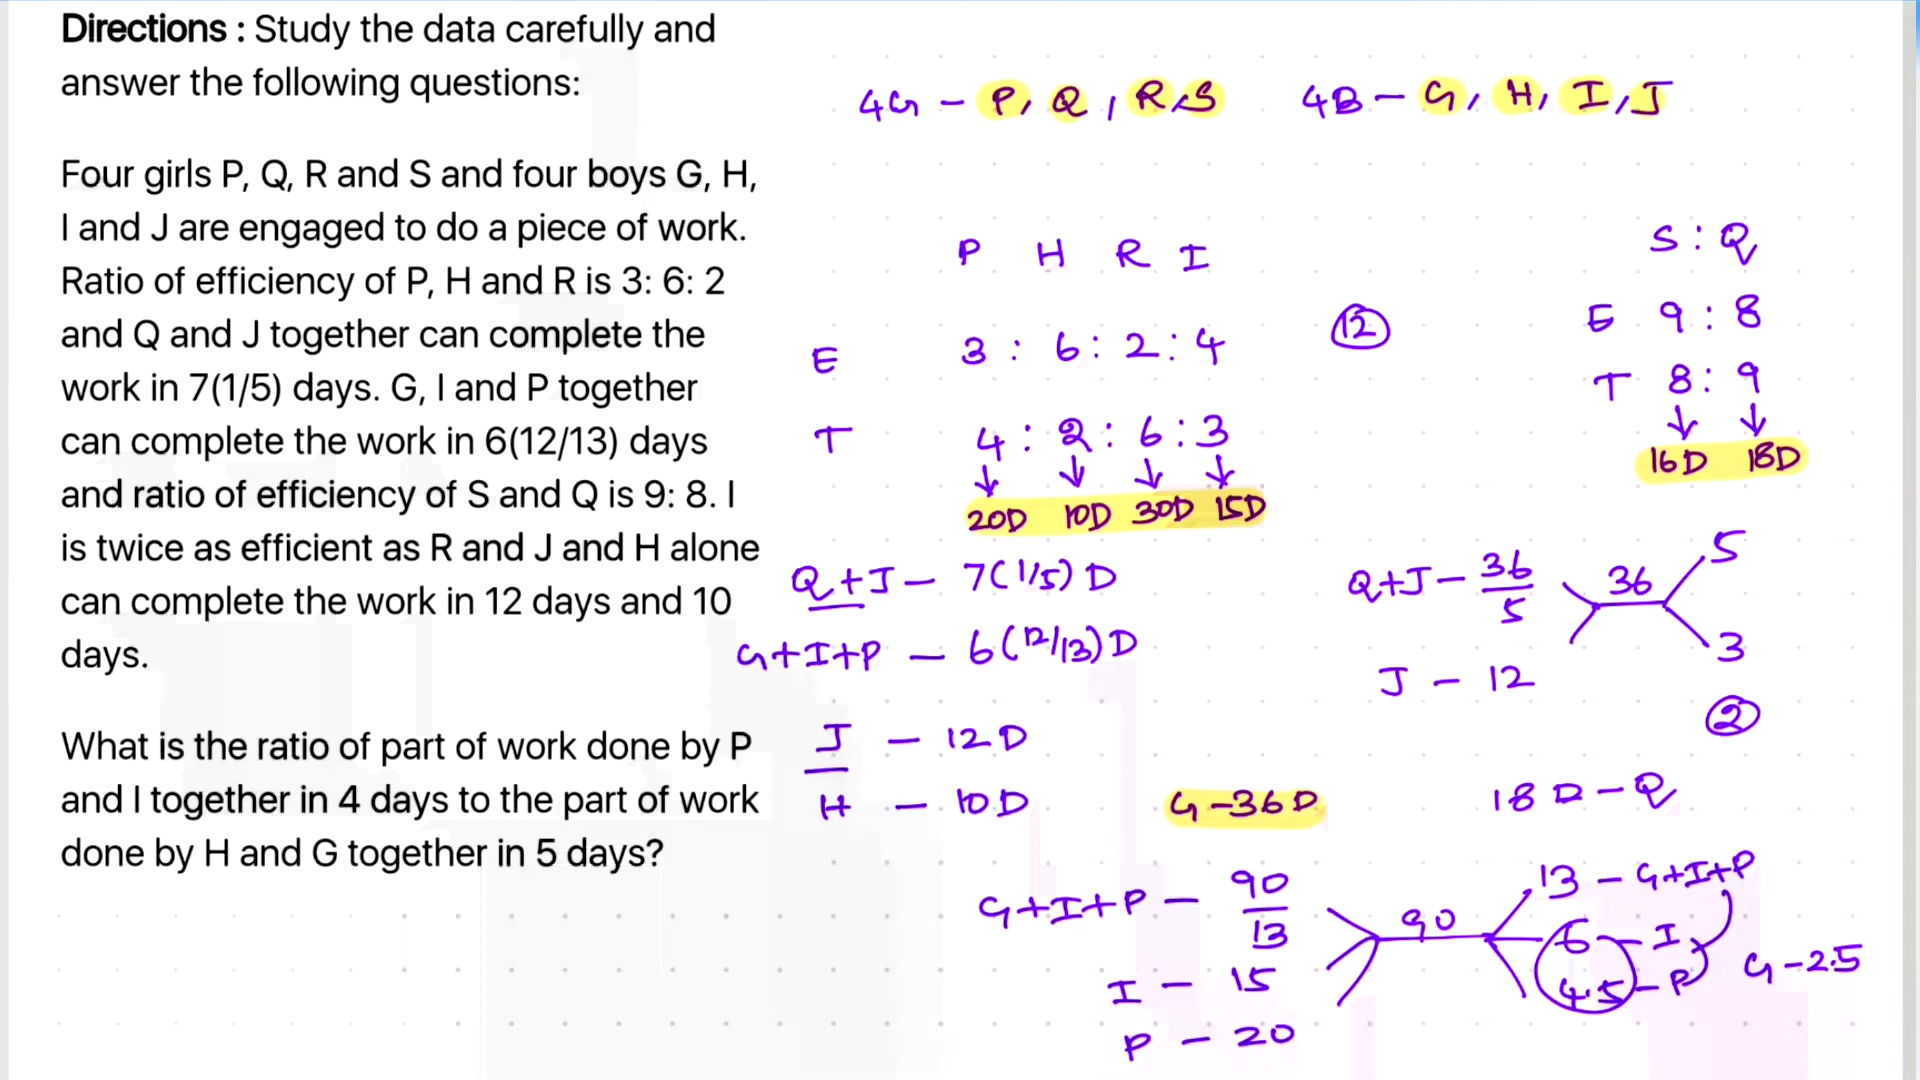 Directions : Study the data carefully and
answer the following questions:
Four girls P, Q, R and S and four boys G, H,
I and J are engaged to do a piece of work.
Ratio of efficiency of P, H and R is 3: 6: 2
and Q and J together can complete the
work in 7(1/5) days. G, I and P together
can complete the work in 6(12/13) days
and ratio of efficiency of S and Q is 9: 8. I
is twice as efficient as R and J and H alone
can complete the work in 12 days and 10
days.
What is the ratio of part of work done by P
and I together in 4 days to the part of work
done by H and G together in 5 days?
4G - P, Q, R, S 4B - G, H, I, J
P H R I
E 3 : 6 : 2 : 4
T 4 : 2 : 6 : 3
20D 10D 30D 15D
12
S : Q
E 9 : 8
T 8 : 9
16D 18D
Q+J - 7(1/5) D
G+I+P - 6(12/13) D
J - 12D
H - 10D
G - 36D
Q+J - 36/5 36 5
J - 12 3
2
18 D - Q
G+I+P - 90/13 90 13 - G+I+P
I - 15 6 - I
P - 20 4.5 - P
G - 2.5